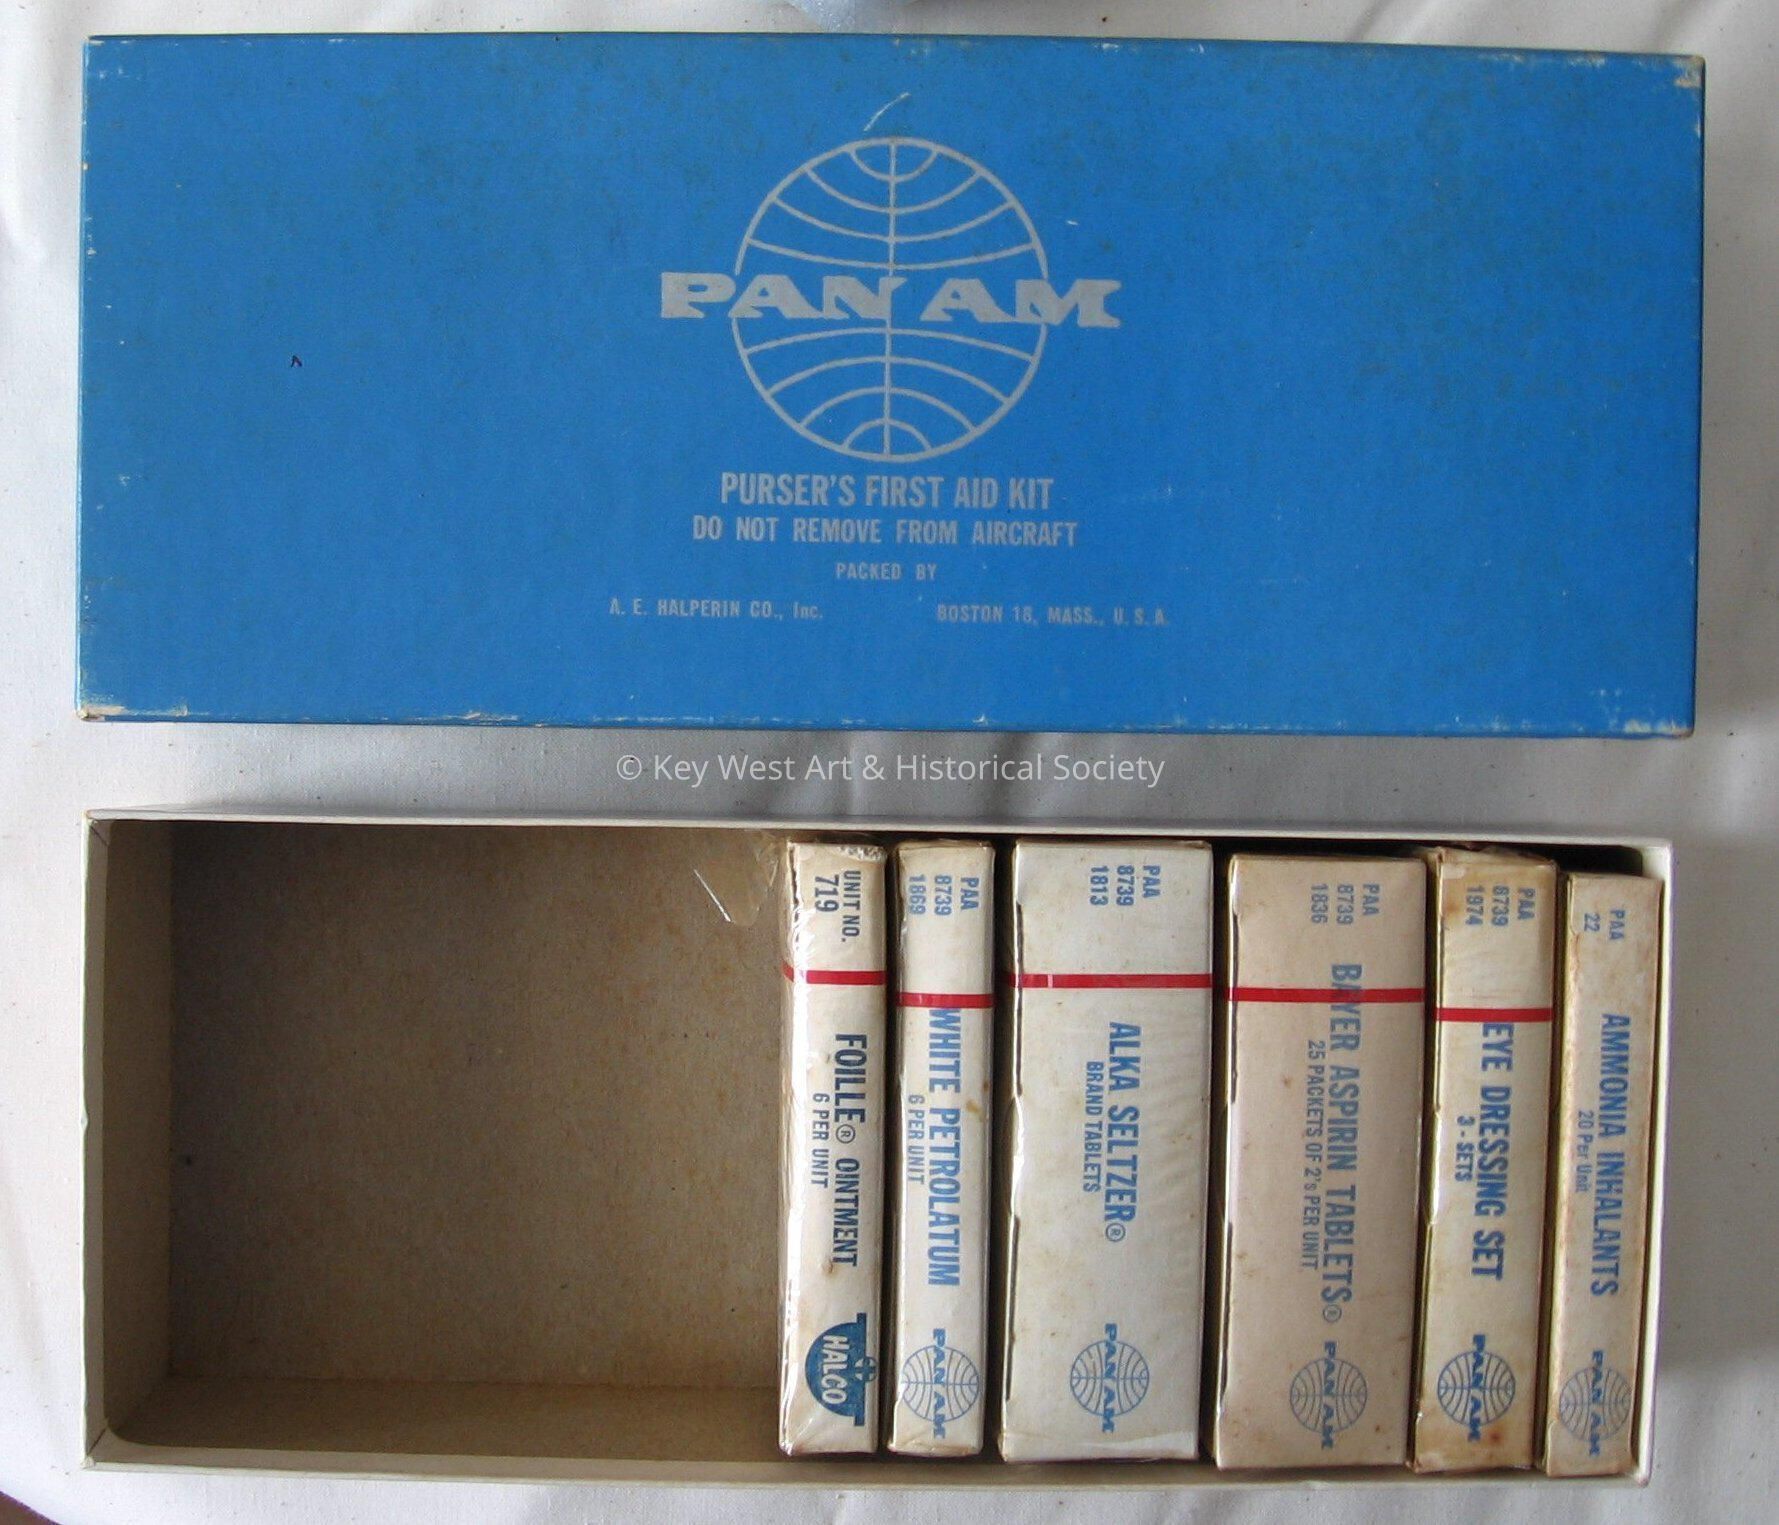 PAN AM
PURSER'S FIRST AID KIT
DO NOT REMOVE FROM AIRCRAFT
PACKED BY
A. E. HALPERIN CO., Inc. BOSTON 18, MASS., U. S. A.
© Key West Art & Historical Society
UNIT NO.
719
FOILLE® OINTMENT
6 PER UNIT
HALCO
PAA
8739
1869
WHITE PETROLATUM
6 PER UNIT
PAN AM
PAA
8739
1813
ALKA SELTZER®
BRAND TABLETS
PAN AM
PAA
8739
1836
BAYER ASPIRIN TABLETS®
25 PACKETS OF 2's PER UNIT
PAN AM
PAA
8739
1974
EYE DRESSING SET
3 - SETS
PAN AM
PAA
22
AMMONIA INHALANTS
20 Per Unit
PAN AM